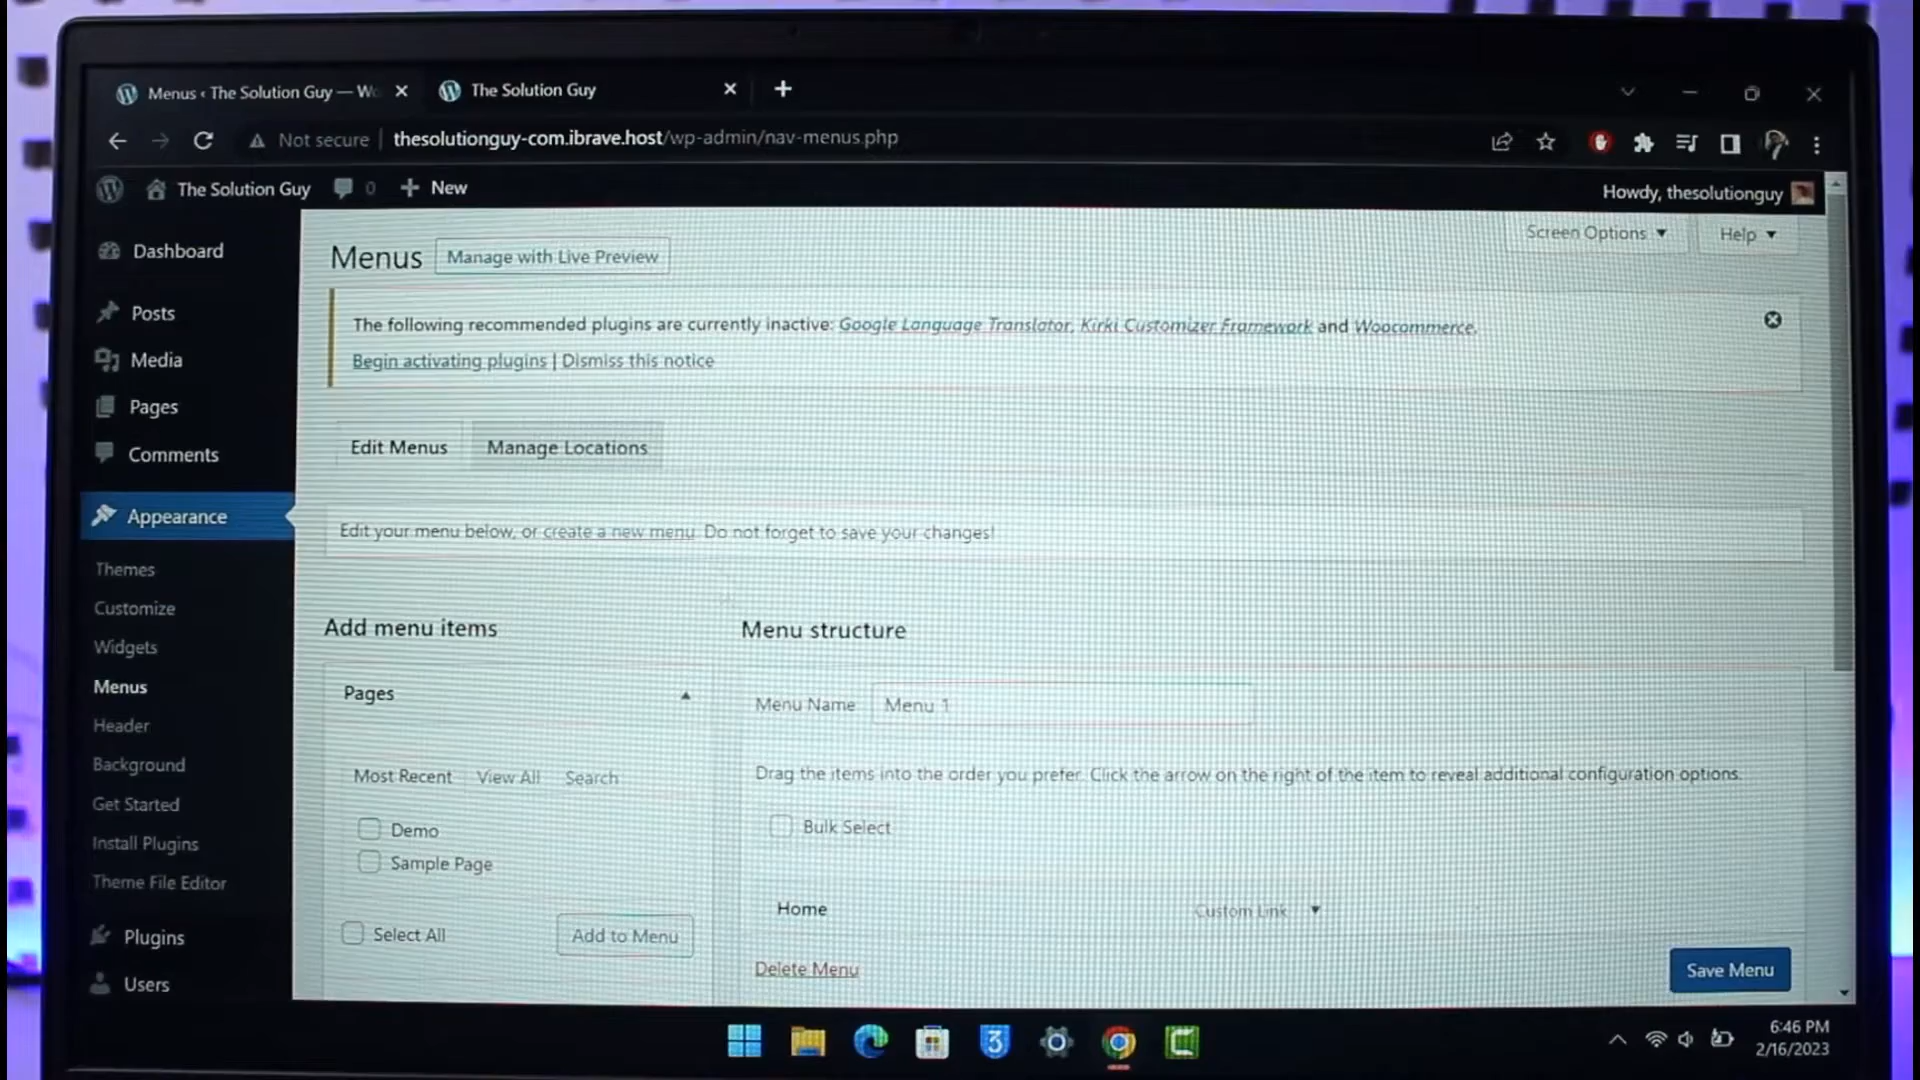 Menus ‹ The Solution Guy — Wo
The Solution Guy
Not secure
thesolutionguy-com.ibrave.host/wp-admin/nav-menus.php
The Solution Guy
0
New
Howdy, thesolutionguy
Dashboard
Posts
Media
Pages
Comments
Appearance
Themes
Customize
Widgets
Menus
Header
Background
Get Started
Install Plugins
Theme File Editor
Plugins
Users
Screen Options
Help
Menus
Manage with Live Preview
The following recommended plugins are currently inactive: Google Language Translator, Kirki Customizer Framework and Woocommerce.
Begin activating plugins | Dismiss this notice
Edit Menus
Manage Locations
Edit your menu below, or create a new menu. Do not forget to save your changes!
Add menu items
Pages
Most Recent
View All
Search
Demo
Sample Page
Select All
Add to Menu
Menu structure
Menu Name
Menu 1
Drag the items into the order you prefer. Click the arrow on the right of the item to reveal additional configuration options.
Bulk Select
Home
Custom Link
Delete Menu
Save Menu
3
6:46 PM
2/16/2023